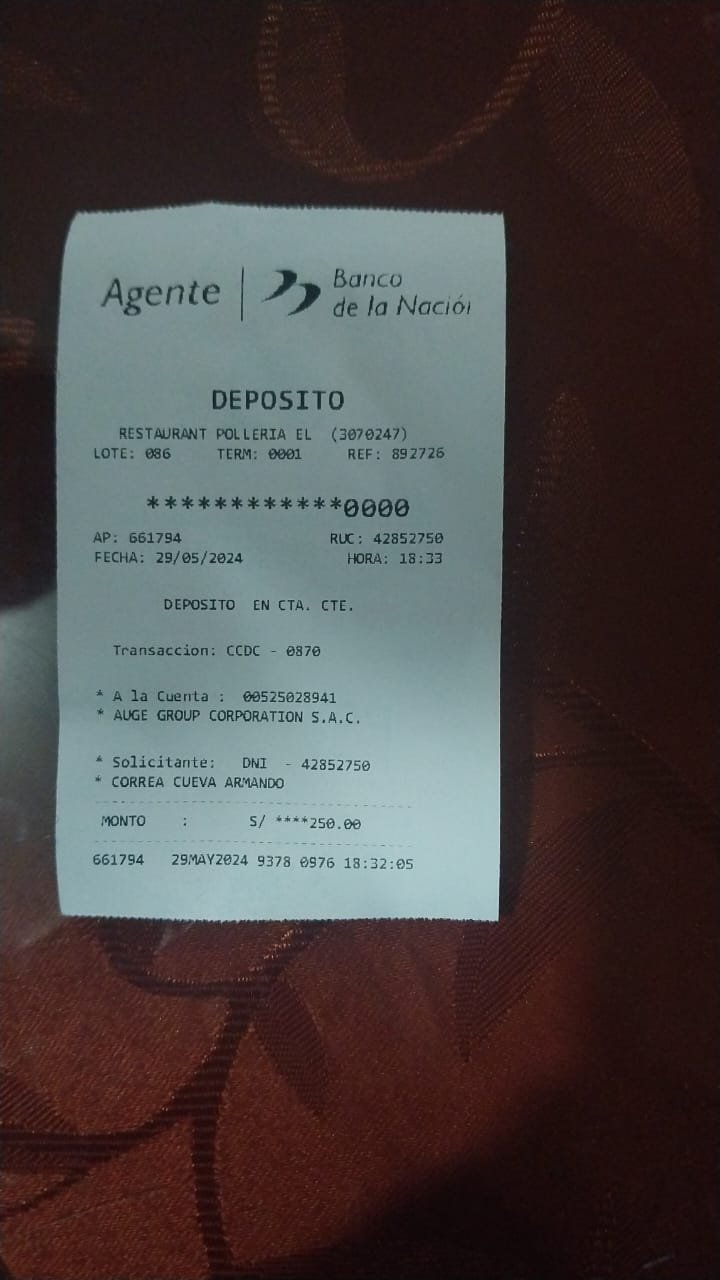 Agente | Banco
de la Nación
DEPOSITO
RESTAURANT POLLERIA EL (3070247)
LOTE: 086 TERM: 0001 REF: 892726
************0000
AP: 661794 RUC: 42852750
FECHA: 29/05/2024 HORA: 18:33
DEPOSITO EN CTA. CTE.
Transaccion: CCDC - 0870
* A la Cuenta : 00525028941
* AUGE GROUP CORPORATION S.A.C.
* Solicitante: DNI - 42852750
* CORREA CUEVA ARMANDO
MONTO : S/ ****250.00
661794 29MAY2024 9378 0976 18:32:05